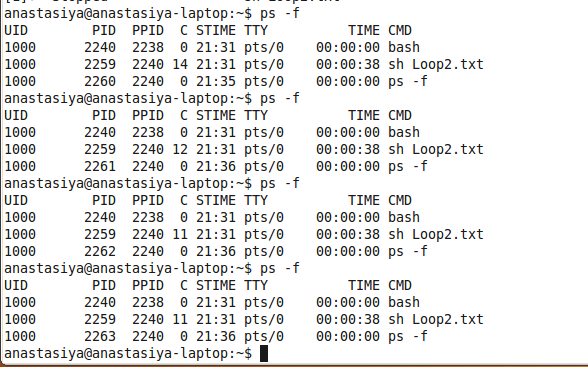 anastasiya@anastasiya-laptop:~$ ps -f
UID        PID  PPID  C STIME TTY          TIME CMD
1000      2240  2238  0 21:31 pts/0    00:00:00 bash
1000      2259  2240 14 21:31 pts/0    00:00:38 sh Loop2.txt
1000      2260  2240  0 21:35 pts/0    00:00:00 ps -f
anastasiya@anastasiya-laptop:~$ ps -f
UID        PID  PPID  C STIME TTY          TIME CMD
1000      2240  2238  0 21:31 pts/0    00:00:00 bash
1000      2259  2240 12 21:31 pts/0    00:00:38 sh Loop2.txt
1000      2261  2240  0 21:36 pts/0    00:00:00 ps -f
anastasiya@anastasiya-laptop:~$ ps -f
UID        PID  PPID  C STIME TTY          TIME CMD
1000      2240  2238  0 21:31 pts/0    00:00:00 bash
1000      2259  2240 11 21:31 pts/0    00:00:38 sh Loop2.txt
1000      2262  2240  0 21:36 pts/0    00:00:00 ps -f
anastasiya@anastasiya-laptop:~$ ps -f
UID        PID  PPID  C STIME TTY          TIME CMD
1000      2240  2238  0 21:31 pts/0    00:00:00 bash
1000      2259  2240 11 21:31 pts/0    00:00:38 sh Loop2.txt
1000      2263  2240  0 21:36 pts/0    00:00:00 ps -f
anastasiya@anastasiya-laptop:~$